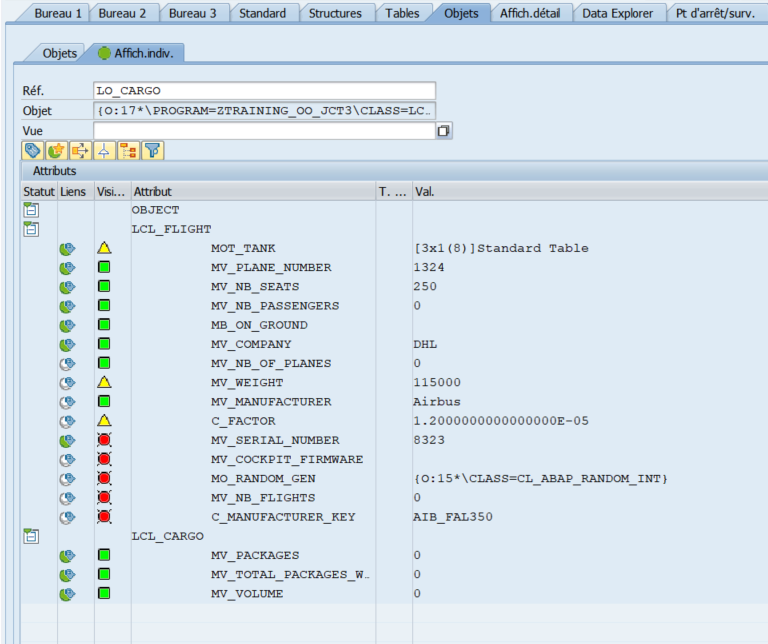 Bureau 1 Bureau 2 Bureau 3 Standard Structures Tables Objets Affich.détail Data Explorer Pt d'arrêt/surv.
Objets Affich.indiv.
Réf. LO_CARGO
Objet {O:17*\PROGRAM=ZTRAINING_OO_JCT3\CLASS=LC…
Vue
Attributs
Statut Liens Visi... Attribut T. ... Val.
OBJECT
LCL_FLIGHT
MOT_TANK [3x1(8)]Standard Table
MV_PLANE_NUMBER 1324
MV_NB_SEATS 250
MV_NB_PASSENGERS 0
MB_ON_GROUND
MV_COMPANY DHL
MV_NB_OF_PLANES 0
MV_WEIGHT 115000
MV_MANUFACTURER Airbus
C_FACTOR 1.2000000000000000E-05
MV_SERIAL_NUMBER 8323
MV_COCKPIT_FIRMWARE
MO_RANDOM_GEN {O:15*\CLASS=CL_ABAP_RANDOM_INT}
MV_NB_FLIGHTS 0
C_MANUFACTURER_KEY AIB_FAL350
LCL_CARGO
MV_PACKAGES 0
MV_TOTAL_PACKAGES_W… 0
MV_VOLUME 0